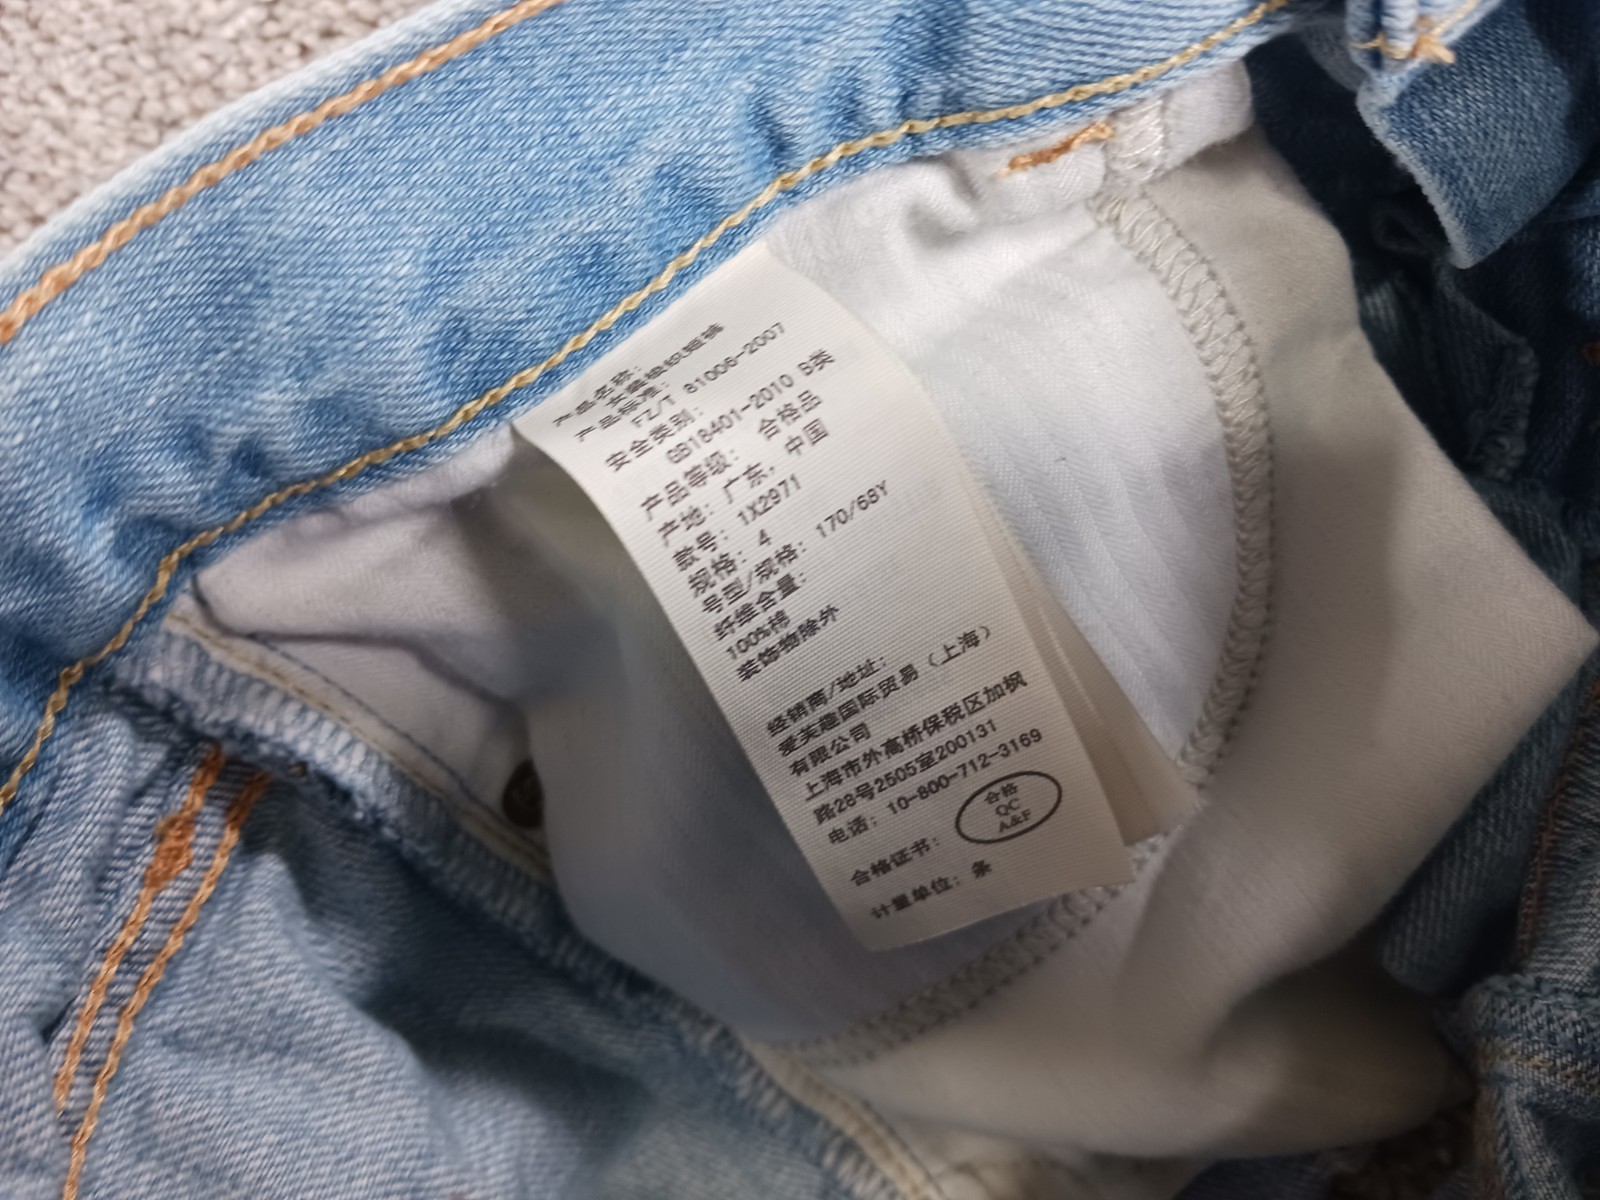 产品名称:
女童梭织短裤
产品标准:
FZ/T 81006-2007
安全类别:
GB18401-2010 B类
产品等级: 合格品
产地: 广东, 中国
款号: 1X2971
规格: 4
号型/规格: 170/68Y
纤维含量:
100%棉
装饰物除外
经销商/地址:
爱芙趣国际贸易（上海）
有限公司
上海市外高桥保税区加枫
路28号2505室200131
电话: 10-800-712-3169
合格证书: 合格
QC
A&F
计量单位: 条